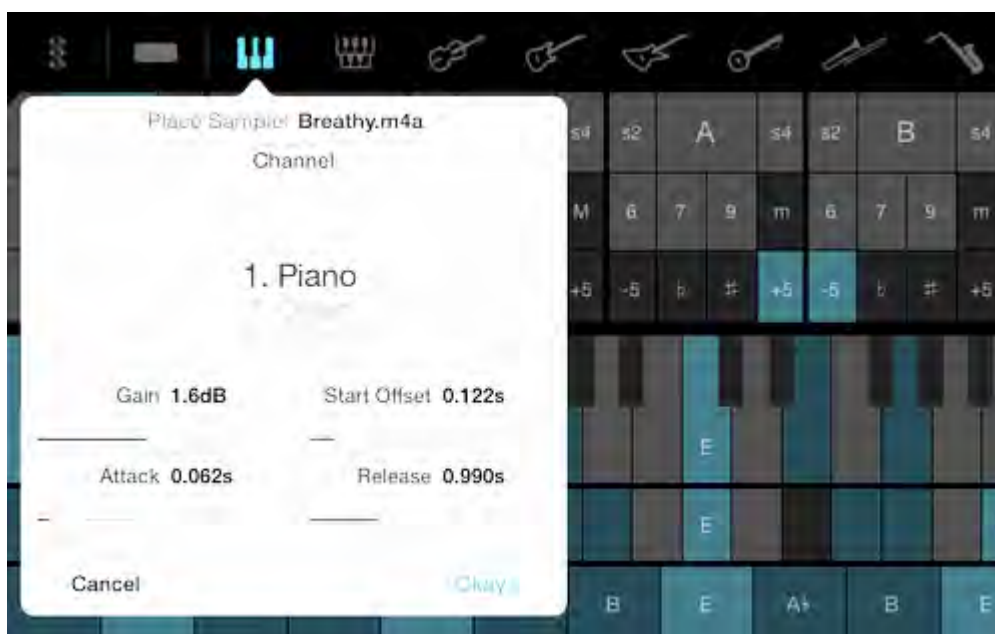 Place Sampler Breathy.m4a
Channel
1. Piano
Gain 1.6dB Start Offset 0.122s
Attack 0.062s Release 0.990s
Cancel Okay
s4 s2 A s4 s2 B s4
M 6 7 9 m 6 7 9 m
+5 -5 ♭ ♯ +5 -5 ♭ ♯ +5
E
E
B E A♭ B E